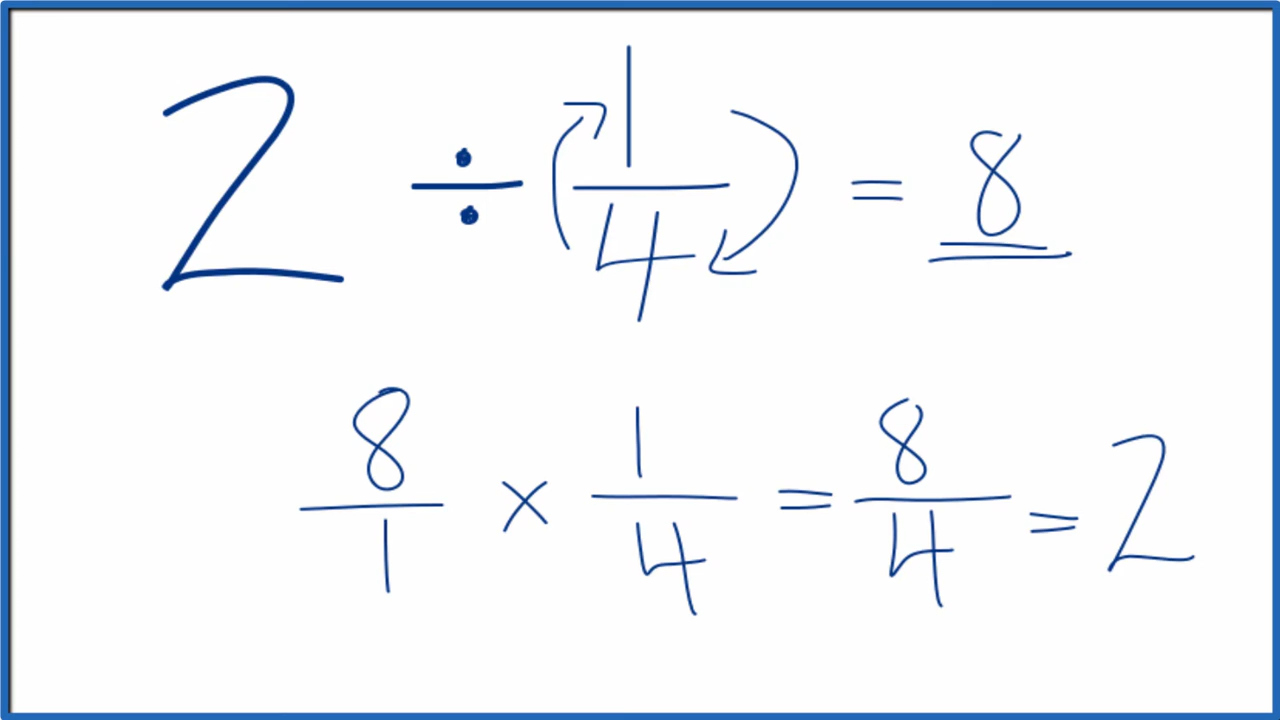 2 ÷ (1/4) = 8
8/1 × 1/4 = 8/4 = 2